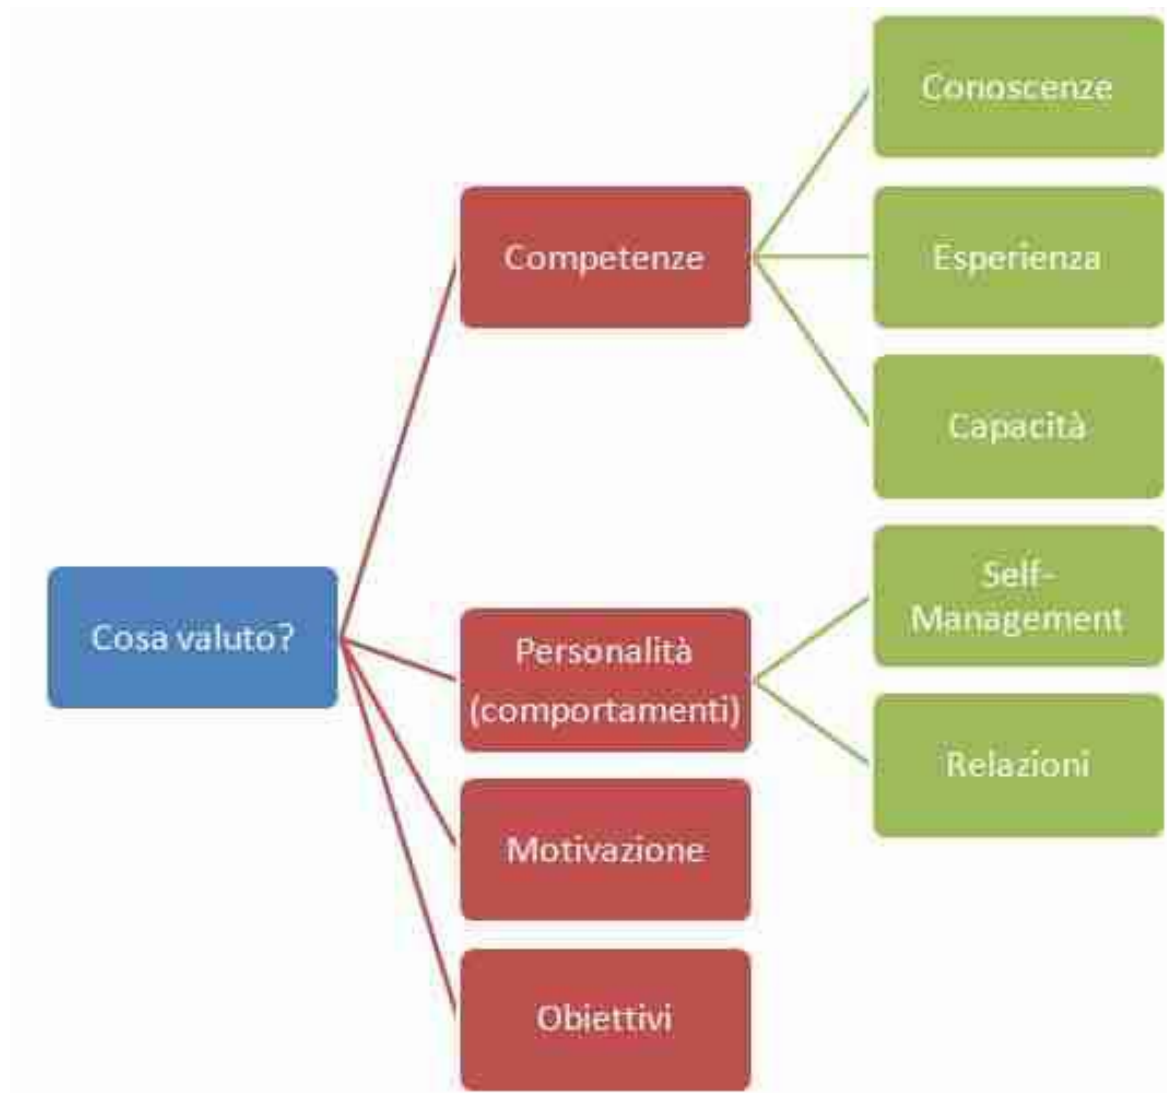 Cosa valuto?
Competenze
Conoscenze
Esperienza
Capacità
Personalità
(comportamenti)
Self-
Management
Relazioni
Motivazione
Obiettivi